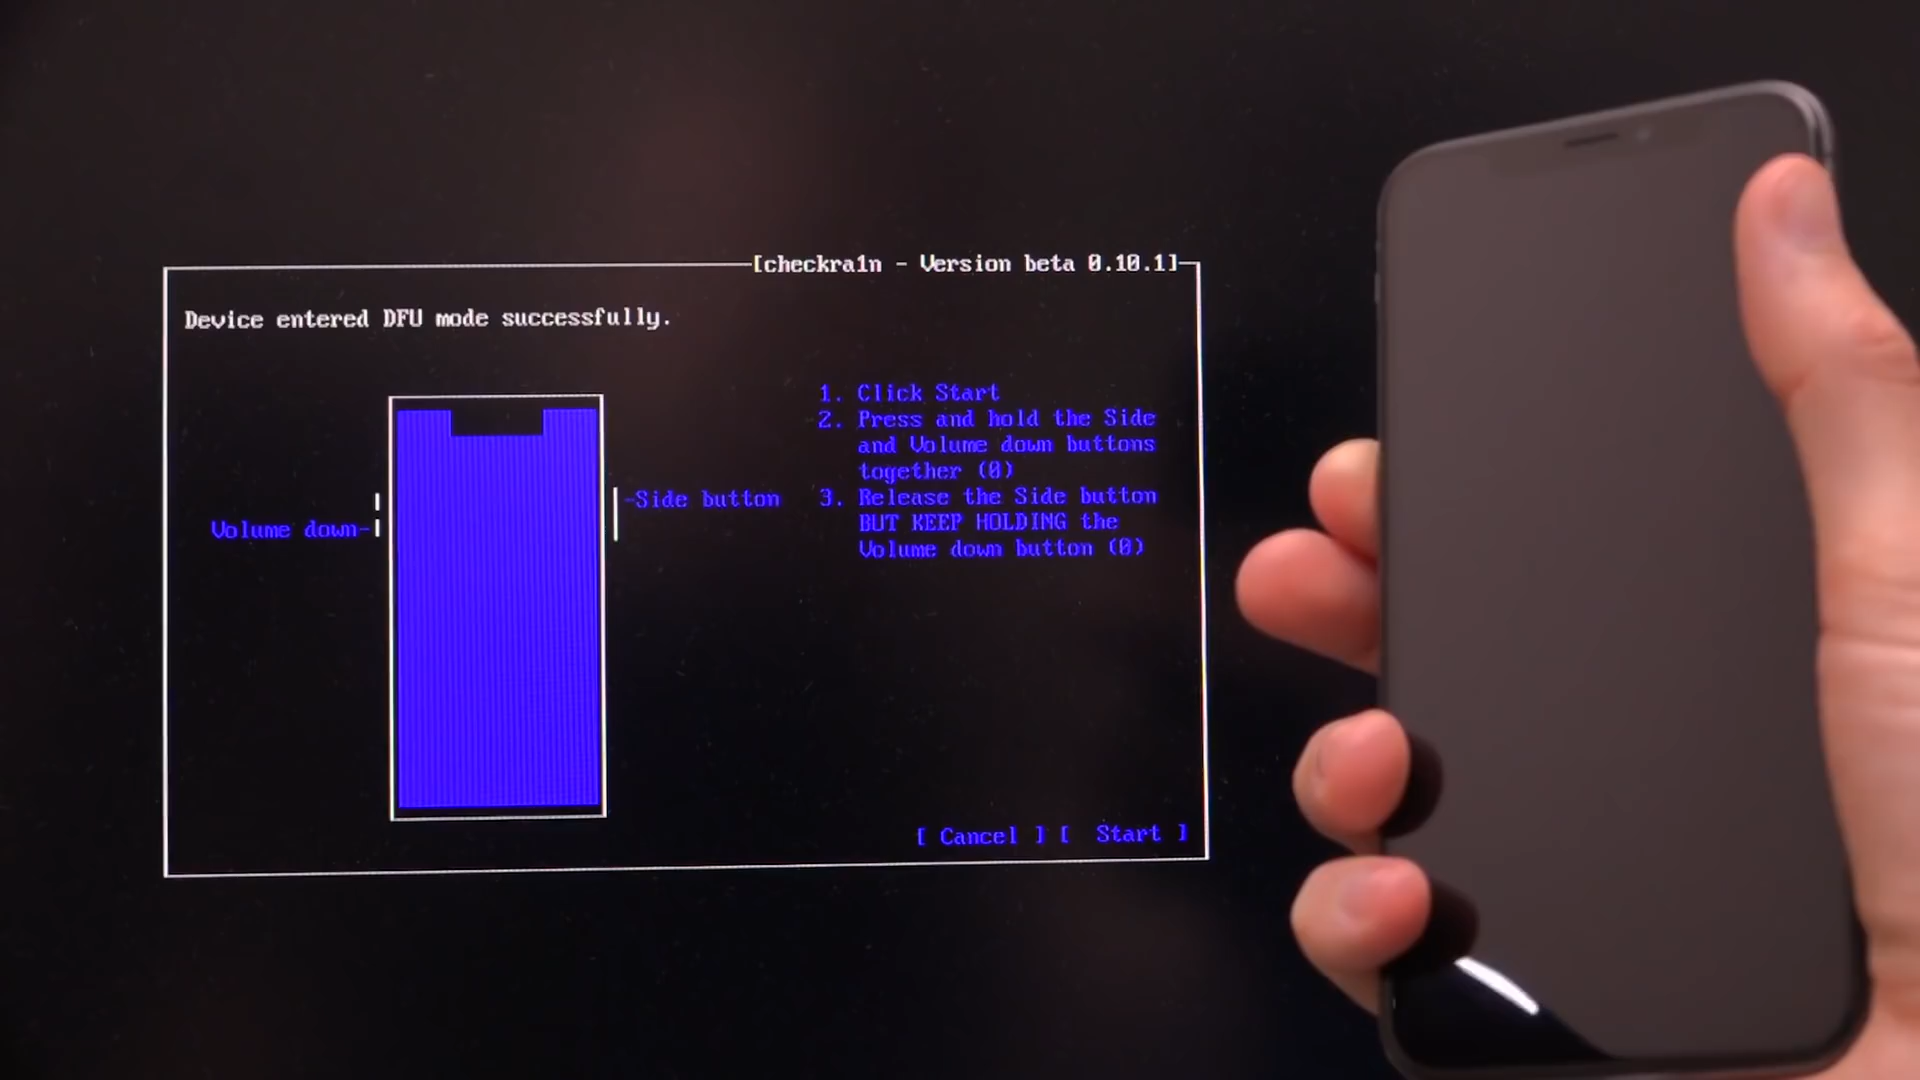 [checkra1n - Version beta 0.10.1]
Device entered DFU mode successfully.
1. Click Start
2. Press and hold the Side
and Volume down buttons
together (0)
3. Release the Side button
BUT KEEP HOLDING the
Volume down button (0)
-Side button
Volume down-
[ Cancel ] [ Start ]